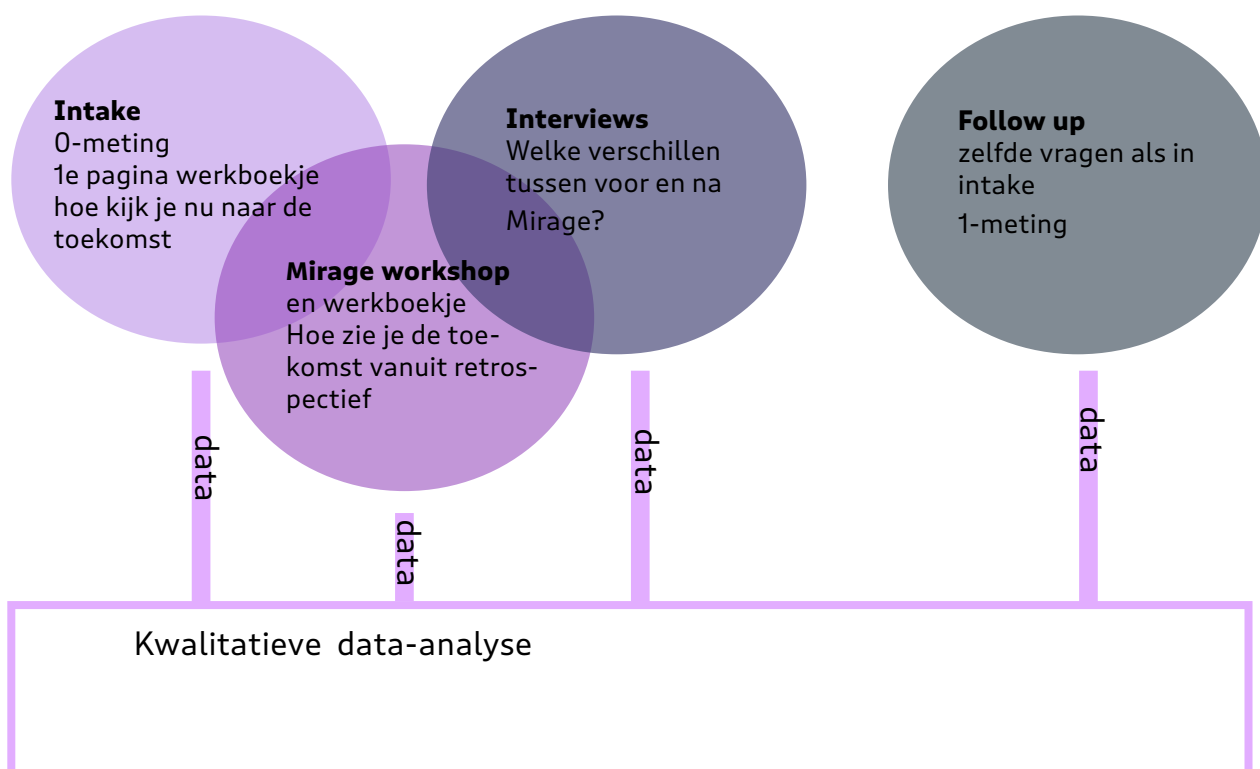 Intake
0-meting
1e pagina werkboekje
hoe kijk je nu naar de
toekomst
Mirage workshop
en werkboekje
Hoe zie je de toe-
komst vanuit retros-
pectief
Interviews
Welke verschillen
tussen voor en na
Mirage?
Follow up
zelfde vragen als in
intake
1-meting
data
data
data
data
Kwalitatieve data-analyse